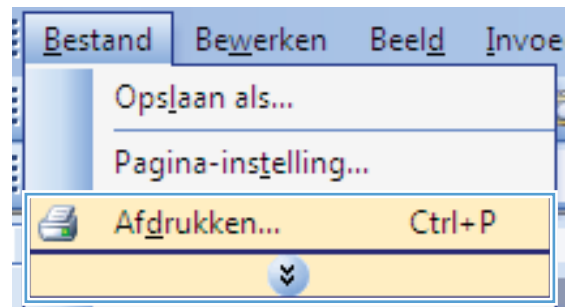 Bestand Bewerken Beeld Invoe
Opslaan als...
Pagina-instelling...
Afdrukken... Ctrl+P